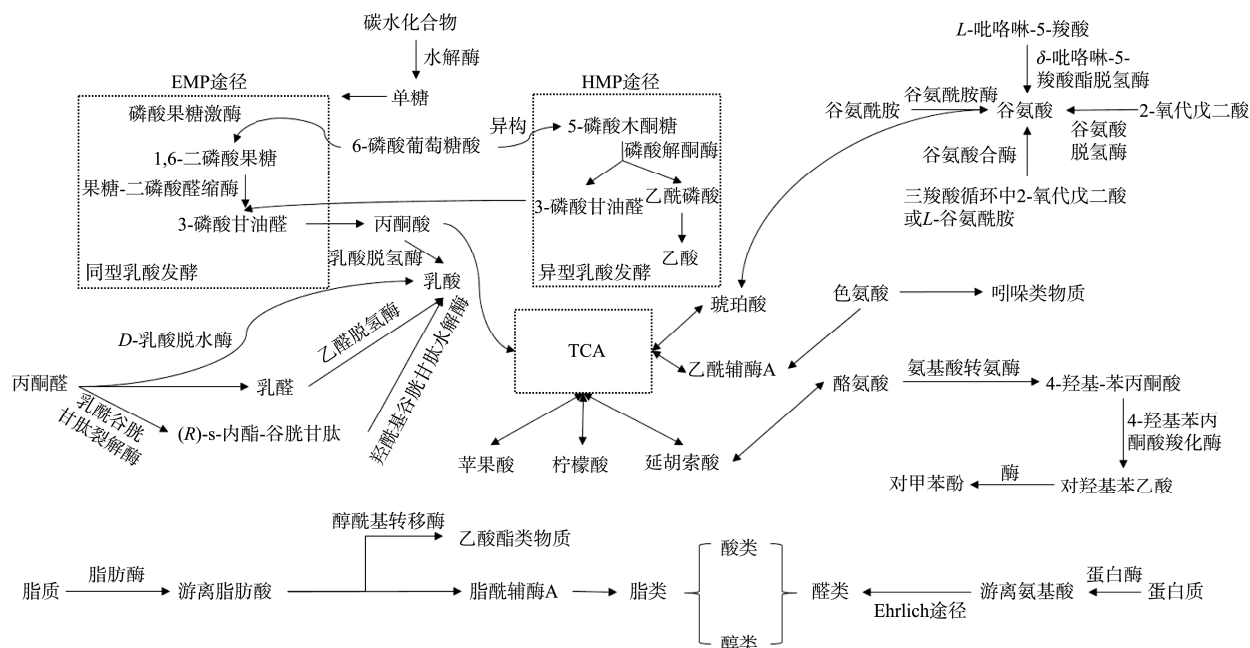 碳水化合物
水解酶
单糖
EMP途径
磷酸果糖激酶
1,6-二磷酸果糖
果糖-二磷酸醛缩酶
3-磷酸甘油醛
同型乳酸发酵
6-磷酸葡萄糖酸
异构
HMP途径
5-磷酸木酮糖
磷酸解酮酶
3-磷酸甘油醛
乙酰磷酸
乙酸
异型乳酸发酵
丙酮酸
乳酸脱氢酶
乳酸
L-吡咯啉-5-羧酸
δ-吡咯啉-5-
羧酸酯脱氢酶
谷氨酰胺
谷氨酰胺酶
谷氨酸
2-氧代戊二酸
谷氨酸
脱氢酶
谷氨酸合酶
三羧酸循环中2-氧代戊二酸
或L-谷氨酰胺
D-乳酸脱水酶
乙醛脱氢酶
羟酰基谷胱甘肽水解酶
丙酮醛
乳醛
乳酰谷胱
甘肽裂解酶
(R)-s-内酯-谷胱甘肽
TCA
琥珀酸
乙酰辅酶A
苹果酸
柠檬酸
延胡索酸
色氨酸
吲哚类物质
酪氨酸
氨基酸转氨酶
4-羟基-苯丙酮酸
4-羟基苯丙
酮酸羧化酶
对羟基苯乙酸
酶
对甲苯酚
脂质
脂肪酶
游离脂肪酸
醇酰基转移酶
乙酸酯类物质
脂酰辅酶A
脂类
酸类
醇类
醛类
Ehrlich途径
游离氨基酸
蛋白酶
蛋白质